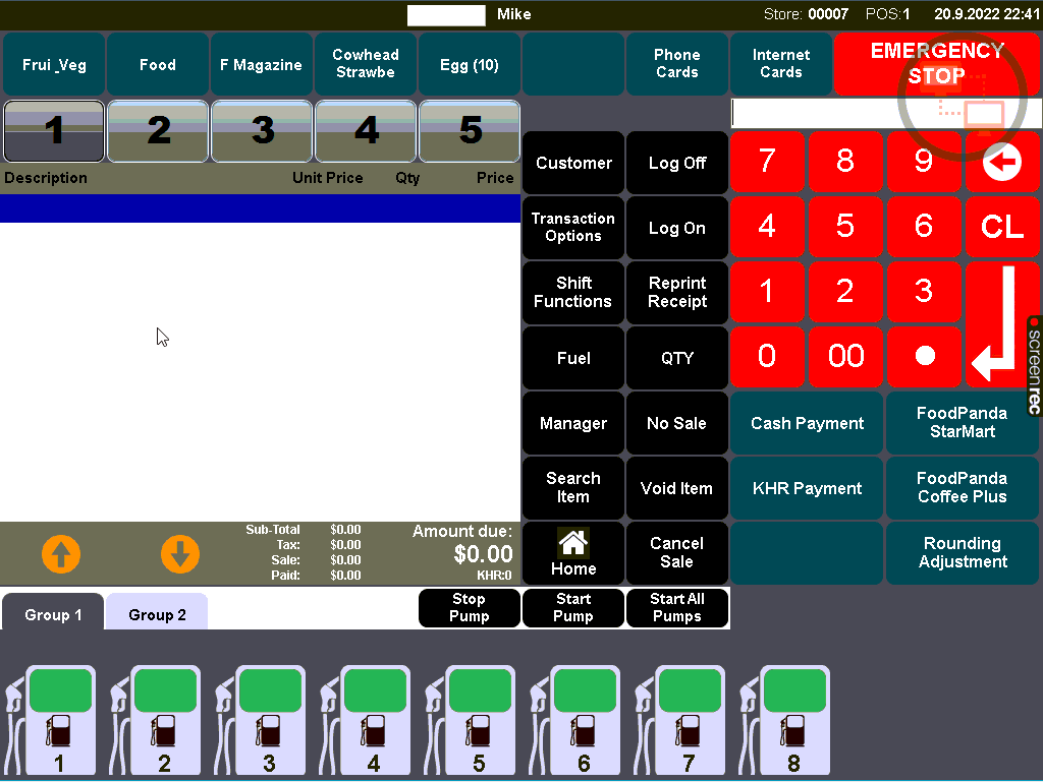 Mike
Store: 00007 POS:1 20.9.2022 22:41
Frui_Veg
Food
F Magazine
Cowhead
Strawbe
Egg (10)
Phone
Cards
Internet
Cards
EMERGENCY
STOP
1
2
3
4
5
Description Unit Price Qty Price
Customer
Log Off
Transaction
Options
Log On
Shift
Functions
Reprint
Receipt
Fuel
QTY
Manager
No Sale
Search
Item
Void Item
Home
Cancel
Sale
7
8
9
4
5
6
CL
1
2
3
0
00
screenrec
Cash Payment
FoodPanda
StarMart
KHR Payment
FoodPanda
Coffee Plus
Rounding
Adjustment
Sub-Total $0.00
Tax: $0.00
Sale: $0.00
Paid: $0.00
Amount due:
$0.00
KHR:0
Group 1
Group 2
Stop
Pump
Start
Pump
Start All
Pumps
1
2
3
4
5
6
7
8